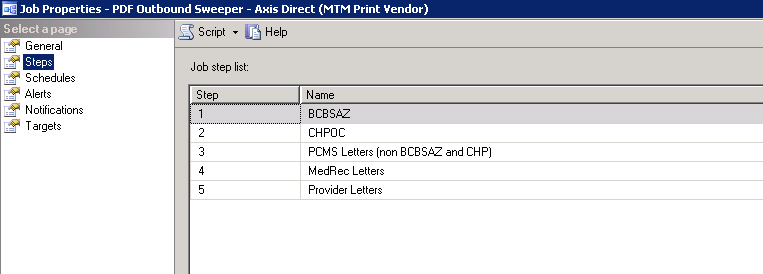 Job Properties - PDF Outbound Sweeper - Axis Direct (MTM Print Vendor)
Select a page
General
Steps
Schedules
Alerts
Notifications
Targets
Script Help
Job step list:
Step Name
1 BCBSAZ
2 CHPOC
3 PCMS Letters (non BCBSAZ and CHP)
4 MedRec Letters
5 Provider Letters